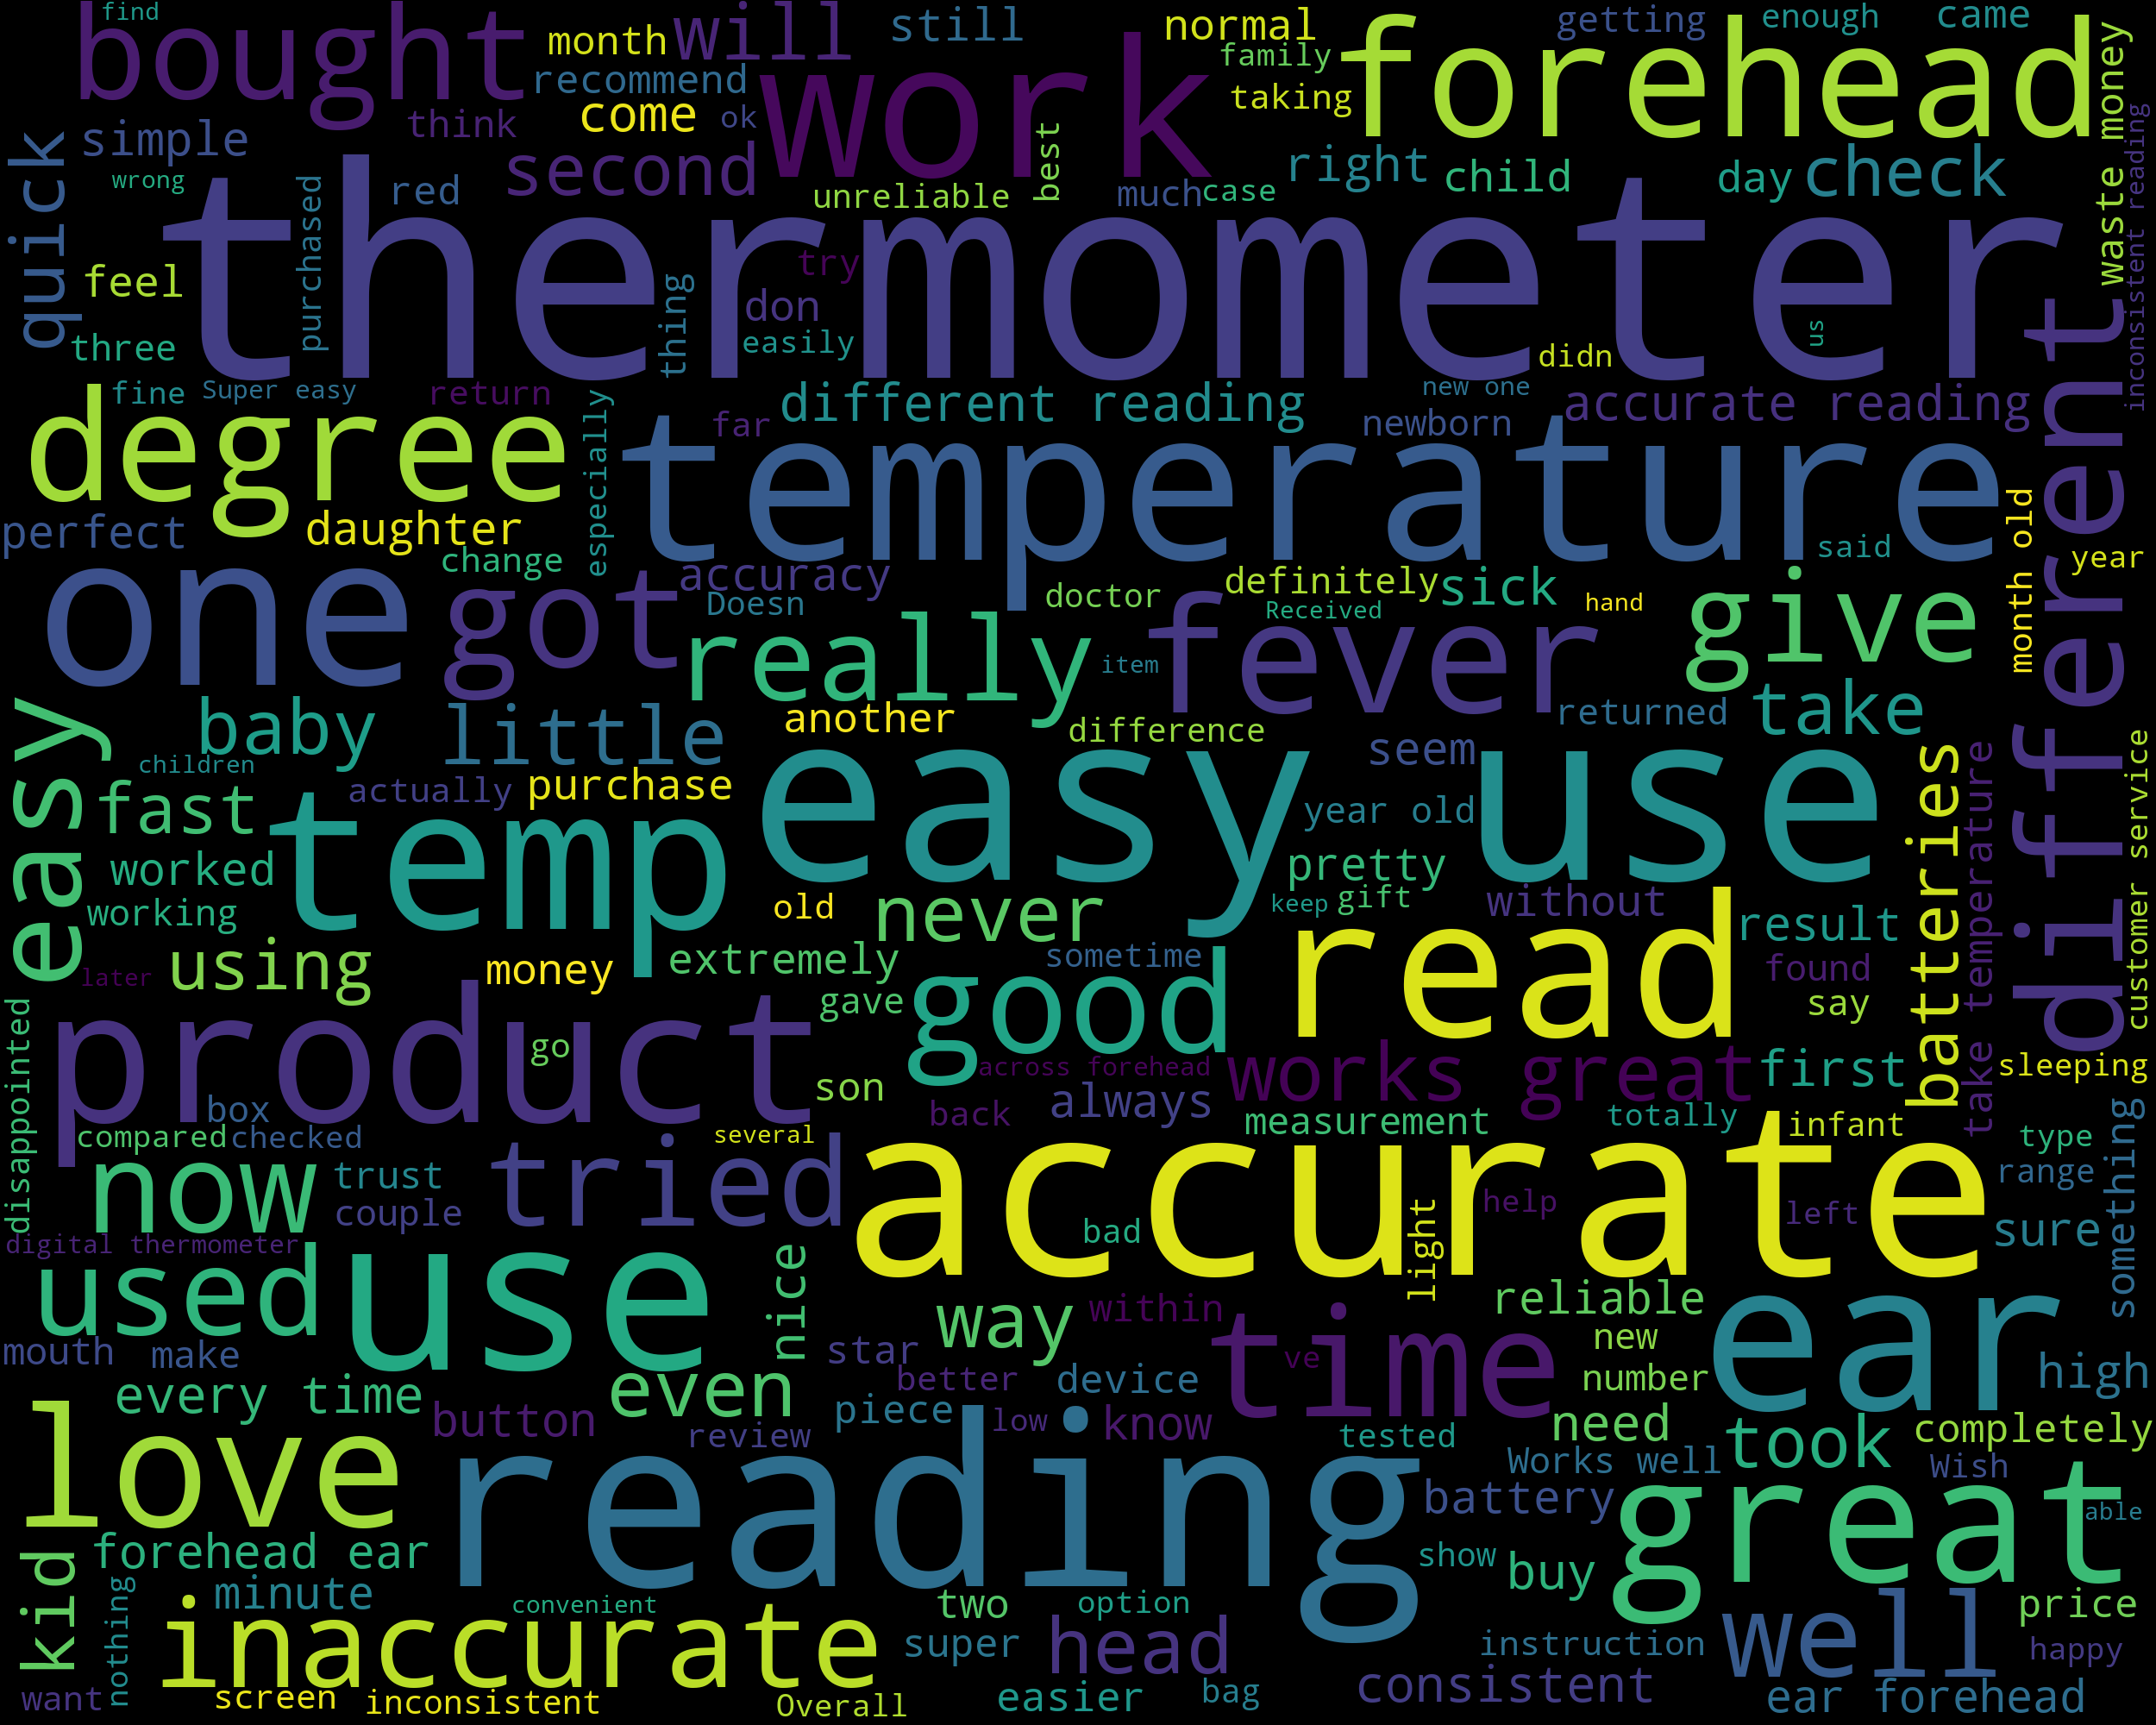 find
bought
month
will
still
normal
getting
enough
came
recommend
family
forehead
come
ok
work
taking
think
simple
second
best
right
child
day
check
waste money
inconsistent reading
quick
wrong
purchased
red
unreliable
much
case
thermometer
feel
try
thing
don
three
easily
us
didn
different
fine
Super easy
return
especially
far
different reading
new one
newborn
accurate reading
degree
temperature
perfect
daughter
change
month old
said
year
one
got
accuracy
Doesn
doctor
definitely
sick
Received
hand
give
really
item
fever
baby
little
another
difference
returned
take
easy
children
actually
purchase
easy use
seem
fast
temp
year old
batteries
take temperature
customer service
worked
pretty
working
old
never
keep
gift
without
read
result
using
later
money
extremely
sometime
found
good
gave
say
disappointed
product
go
across forehead
works great
first
sleeping
son
box
back
always
measurement
totally
infant
compared
checked
several
type
now
trust
tried
accurate
range
something
couple
bad
light
help
left
sure
digital thermometer
used
use
nice
way
within
reliable
time
ear
mouth
make
star
new
ve
high
every time
even
better
device
number
love
button
piece
low
know
need
took
completely
review
reading
tested
Works well
Wish
battery
great
able
kid
forehead ear
show
buy
nothing
minute
convenient
two
option
well
price
inaccurate
super
head
instruction
happy
want
screen
inconsistent
Overall
easier
bag
consistent
ear forehead